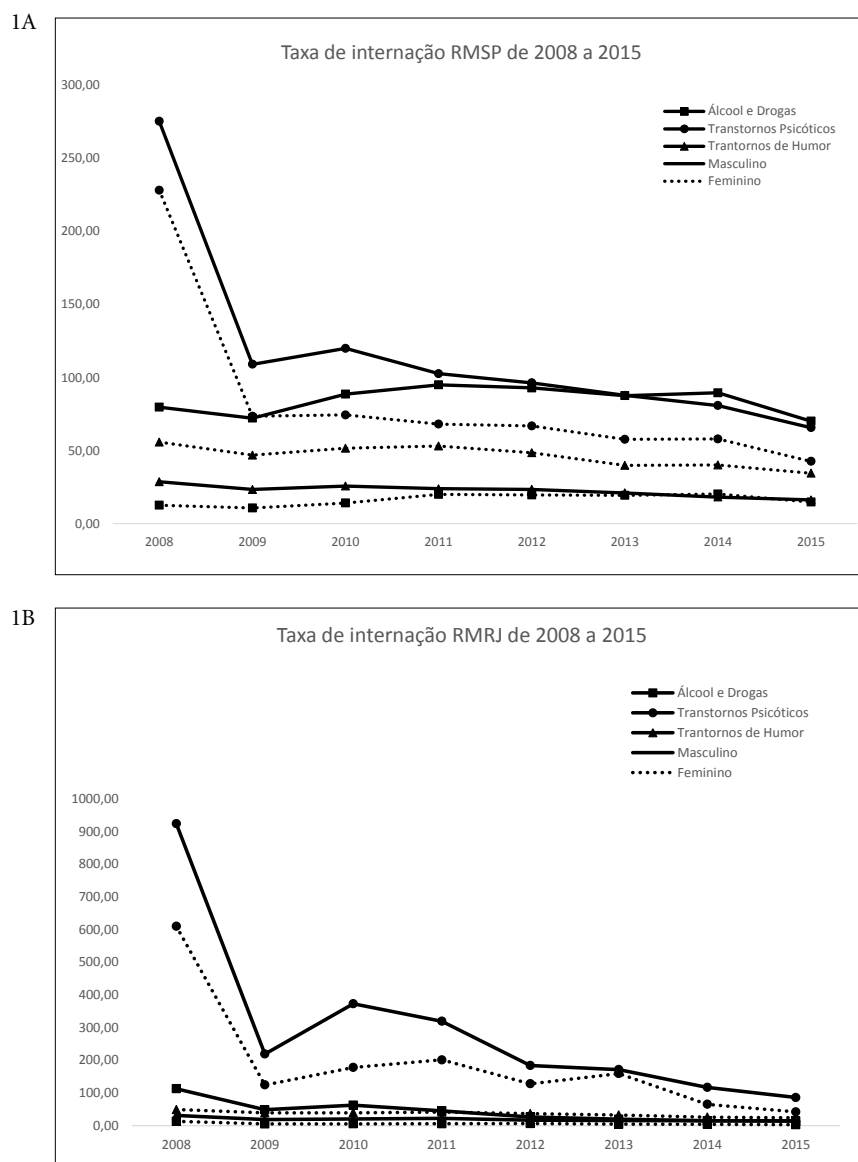 1A
Taxa de internação RMSP de 2008 a 2015
300,00
250,00
200,00
150,00
100,00
50,00
0,00
Álcool e Drogas
Transtornos Psicóticos
Trantornos de Humor
Masculino
Feminino
2008 2009 2010 2011 2012 2013 2014 2015
1B
Taxa de internação RMRJ de 2008 a 2015
Álcool e Drogas
Transtornos Psicóticos
Trantornos de Humor
Masculino
Feminino
1000,00
900,00
800,00
700,00
600,00
500,00
400,00
300,00
200,00
100,00
0,00
2008 2009 2010 2011 2012 2013 2014 2015